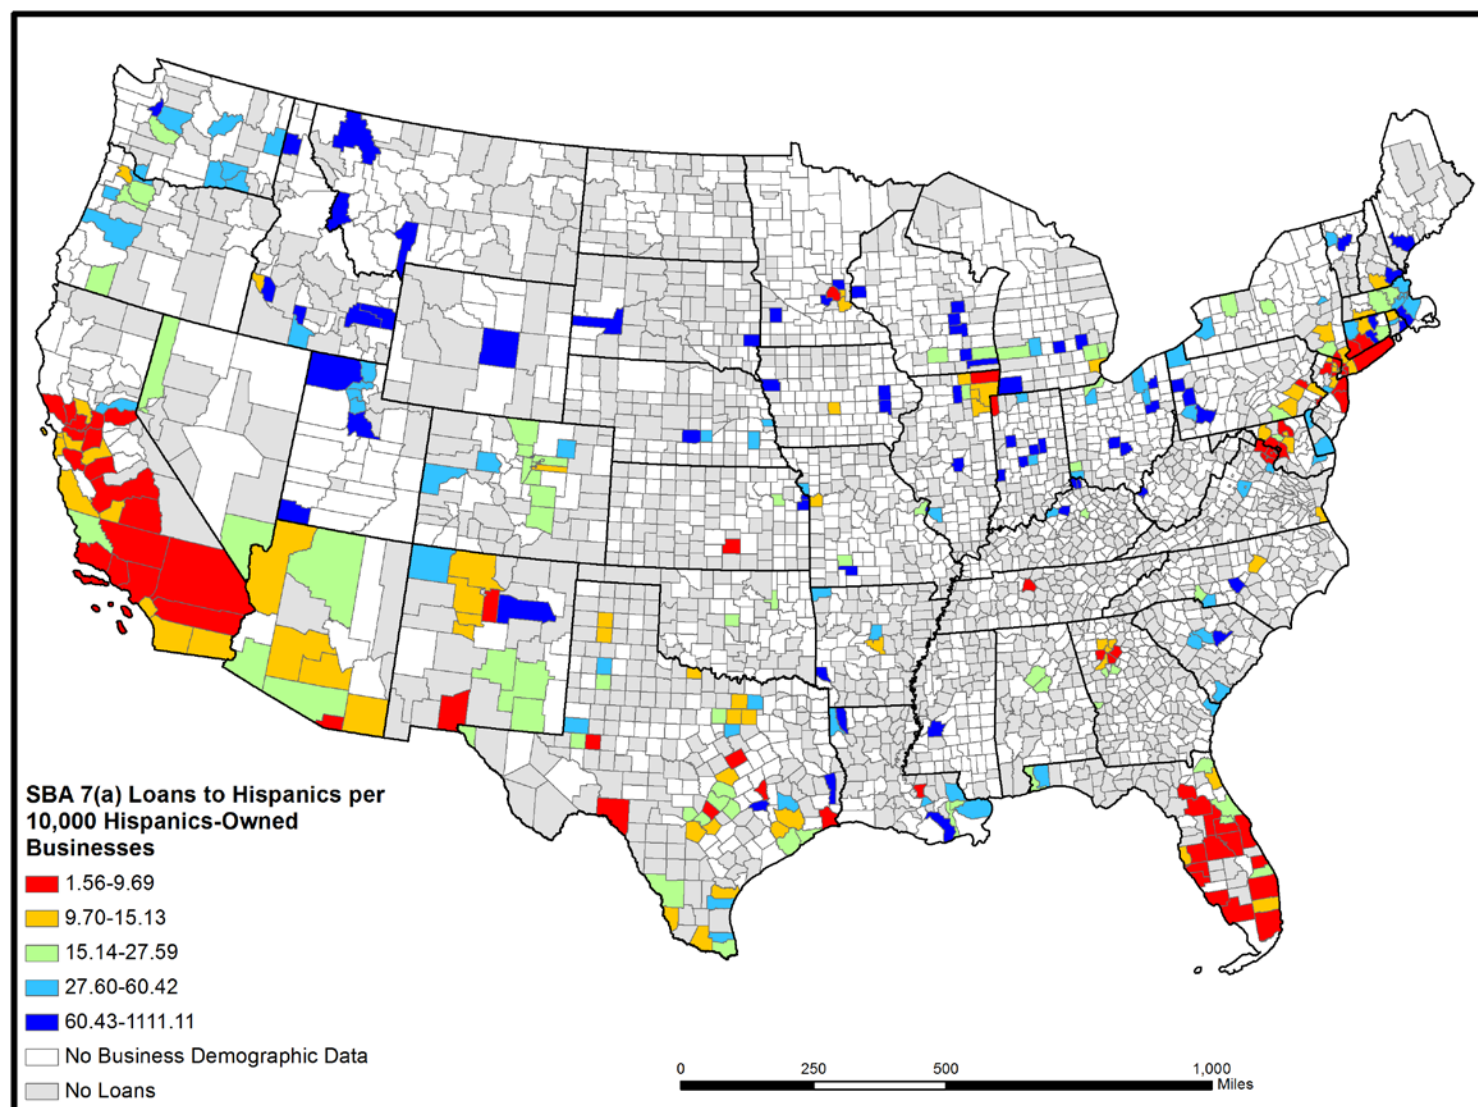 SBA 7(a) Loans to Hispanics per
10,000 Hispanics-Owned
Businesses
1.56-9.69
9.70-15.13
15.14-27.59
27.60-60.42
60.43-1111.11
No Business Demographic Data
No Loans
0 250 500 1,000
Miles